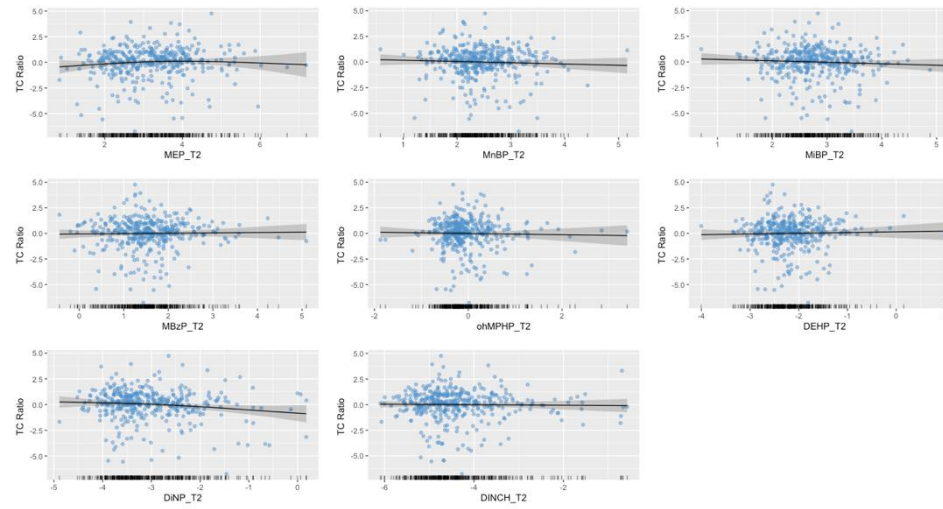 5.0
2.5
0.0
-2.5
-5.0
TC Ratio
2 4 6
MEP_T2
5.0
2.5
0.0
-2.5
-5.0
TC Ratio
1 2 3 4 5
MnBP_T2
5.0
2.5
0.0
-2.5
-5.0
TC Ratio
1 2 3 4 5
MiBP_T2
5.0
2.5
0.0
-2.5
-5.0
TC Ratio
0 1 2 3 4 5
MBzP_T2
5.0
2.5
0.0
-2.5
-5.0
TC Ratio
-2 0 2
ohMPHP_T2
5.0
2.5
0.0
-2.5
-5.0
TC Ratio
-4 -3 -2 -1 0
DEHP_T2
5.0
2.5
0.0
-2.5
-5.0
TC Ratio
-5 -4 -3 -2 -1 0
DiNP_T2
5.0
2.5
0.0
-2.5
-5.0
TC Ratio
-6 -4 -2
DINCH_T2